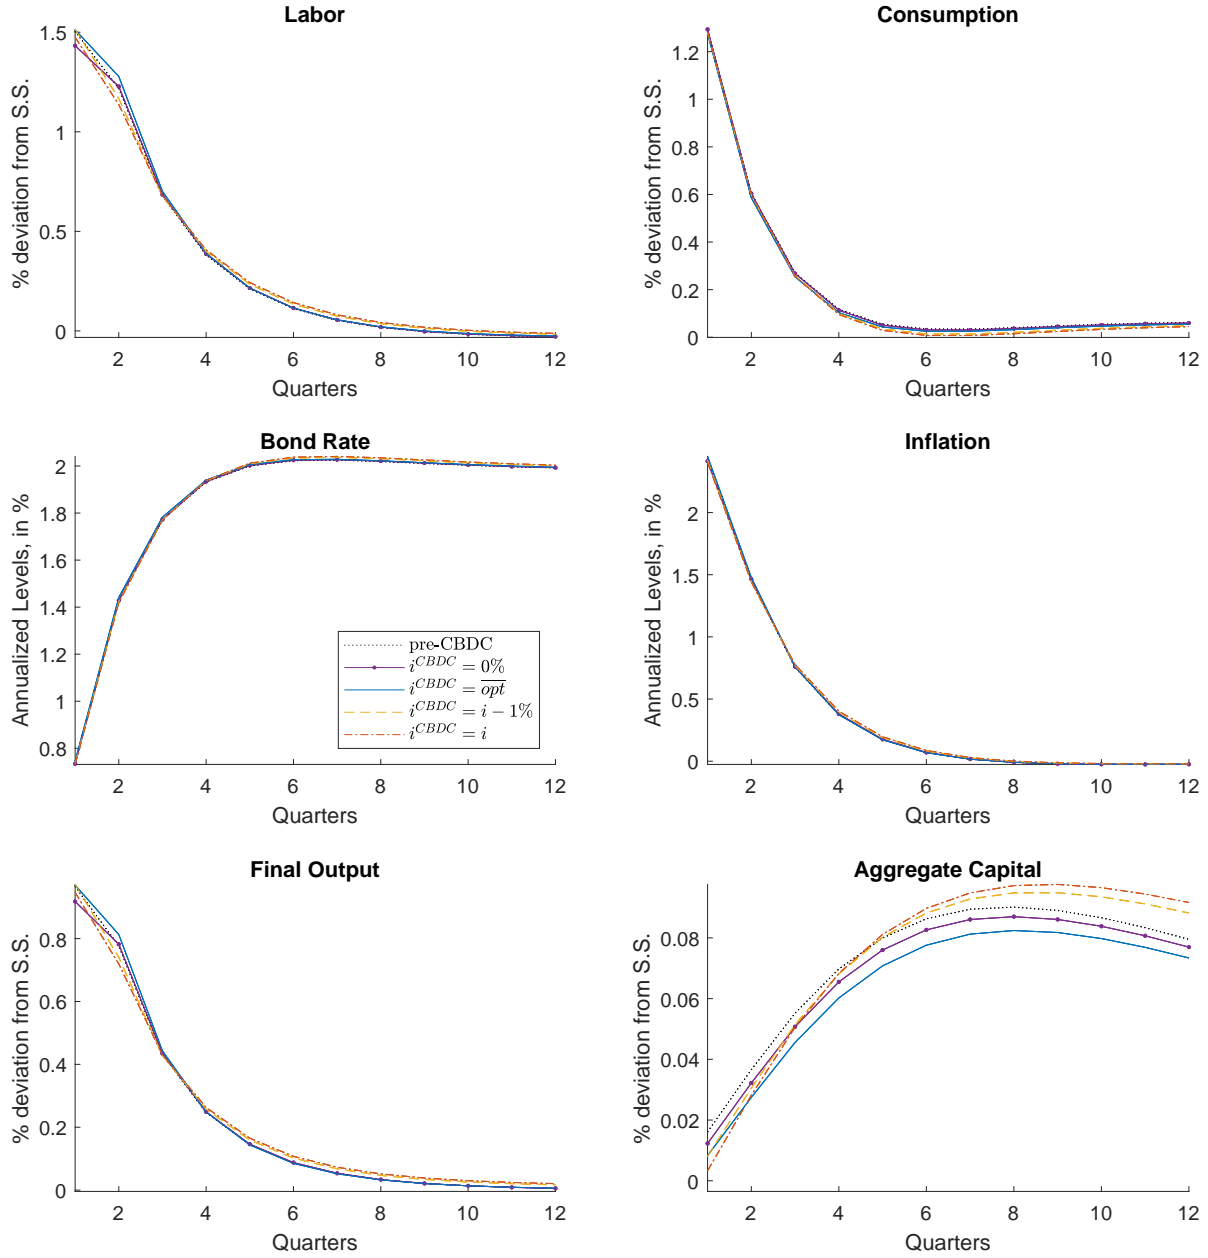 Labor
% deviation from S.S.
1.5
1
0.5
0
2 4 6 8 10 12
Quarters
Consumption
% deviation from S.S.
1.2
1
0.8
0.6
0.4
0.2
0
2 4 6 8 10 12
Quarters
Bond Rate
Annualized Levels, in %
2
1.8
1.6
1.4
1.2
1
0.8
pre-CBDC
i^{CBDC} = 0%
i^{CBDC} = \overline{opt}
i^{CBDC} = i − 1%
i^{CBDC} = i
2 4 6 8 10 12
Quarters
Inflation
Annualized Levels, in %
2
1.5
1
0.5
0
2 4 6 8 10 12
Quarters
Final Output
% deviation from S.S.
0.8
0.6
0.4
0.2
0
2 4 6 8 10 12
Quarters
Aggregate Capital
% deviation from S.S.
0.08
0.06
0.04
0.02
0
2 4 6 8 10 12
Quarters